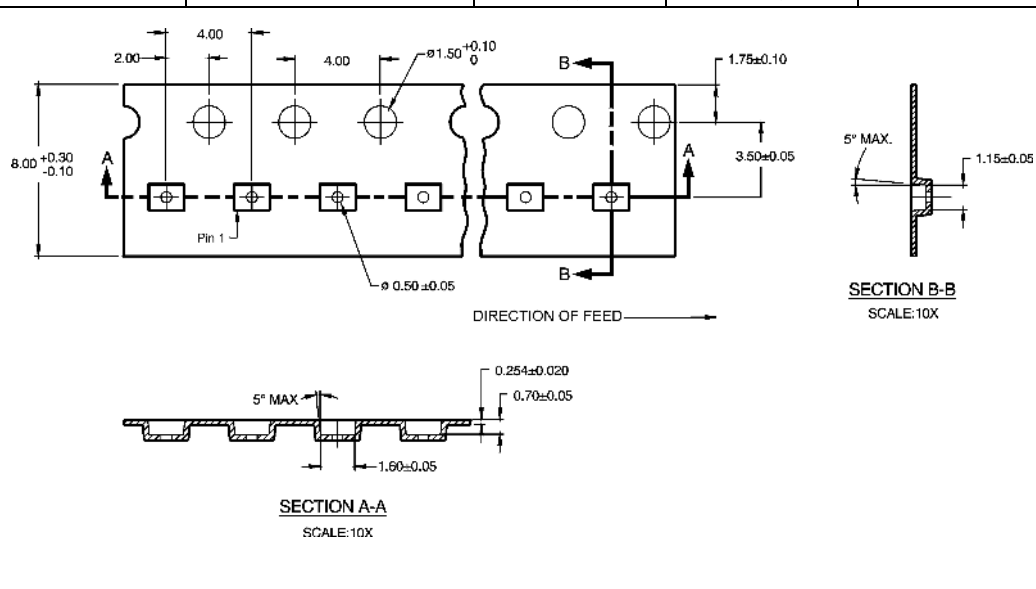 4.00
2.00
4.00
ø1.50 +0.10
0
B
1.75±0.10
8.00 +0.30
-0.10
A
A
3.50±0.05
5° MAX.
1.15±0.05
Pin 1
B
ø 0.50±0.05
SECTION B-B
SCALE:10X
DIRECTION OF FEED
0.254±0.020
5° MAX
0.70±0.05
1.60±0.05
SECTION A-A
SCALE:10X